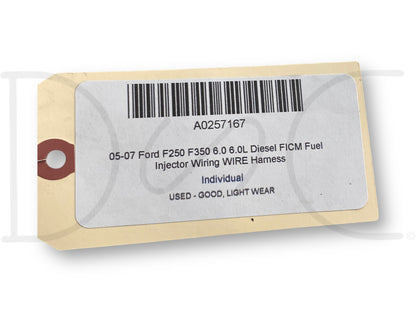 A0257167
05-07 Ford F250 F350 6.0 6.0L Diesel FICM Fuel
Injector Wiring WIRE Harness
Individual
USED - GOOD, LIGHT WEAR